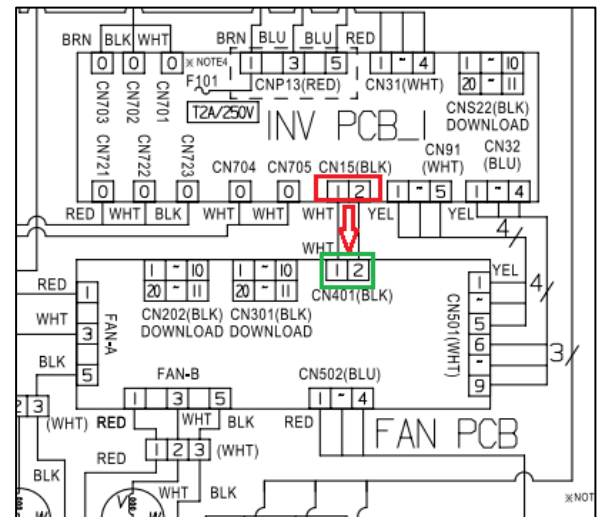 BRN BLK WHT BRN BLU BLU RED
0 0 0 ※ NOTE4 1 3 5 1 ~ 4 1 ~ 10
F101 CNP13(RED) CN31(WHT) 20 ~ 11
CN703 CN702 CN701 T2A/250V CNS22(BLK)
DOWNLOAD
INV PCB_I
CN721 CN722 CN723 CN704 CN705 CN15(BLK) CN91 (WHT) CN32 (BLU)
0 0 0 0 0 1 2 1 ~ 5 1 ~ 4
RED WHT BLK WHT WHT WHT YEL YEL
4
WHT
RED 1 ~ 10 1 ~ 10 1 2 YEL
1 20 ~ 11 20 ~ 11 CN401(BLK) 1 4
CN202(BLK) CN301(BLK) ~
WHT DOWNLOAD DOWNLOAD 5
3 FAN-A CN501(WHT) 6
~ 3
BLK FAN-B CN502(BLU) 9
5
1 3 5 1 ~ 4
2 3 (WHT) RED WHT BLK RED
FAN PCB
RED 1 2 3 (WHT)
BLK
WHT BLK
※NOT
V W